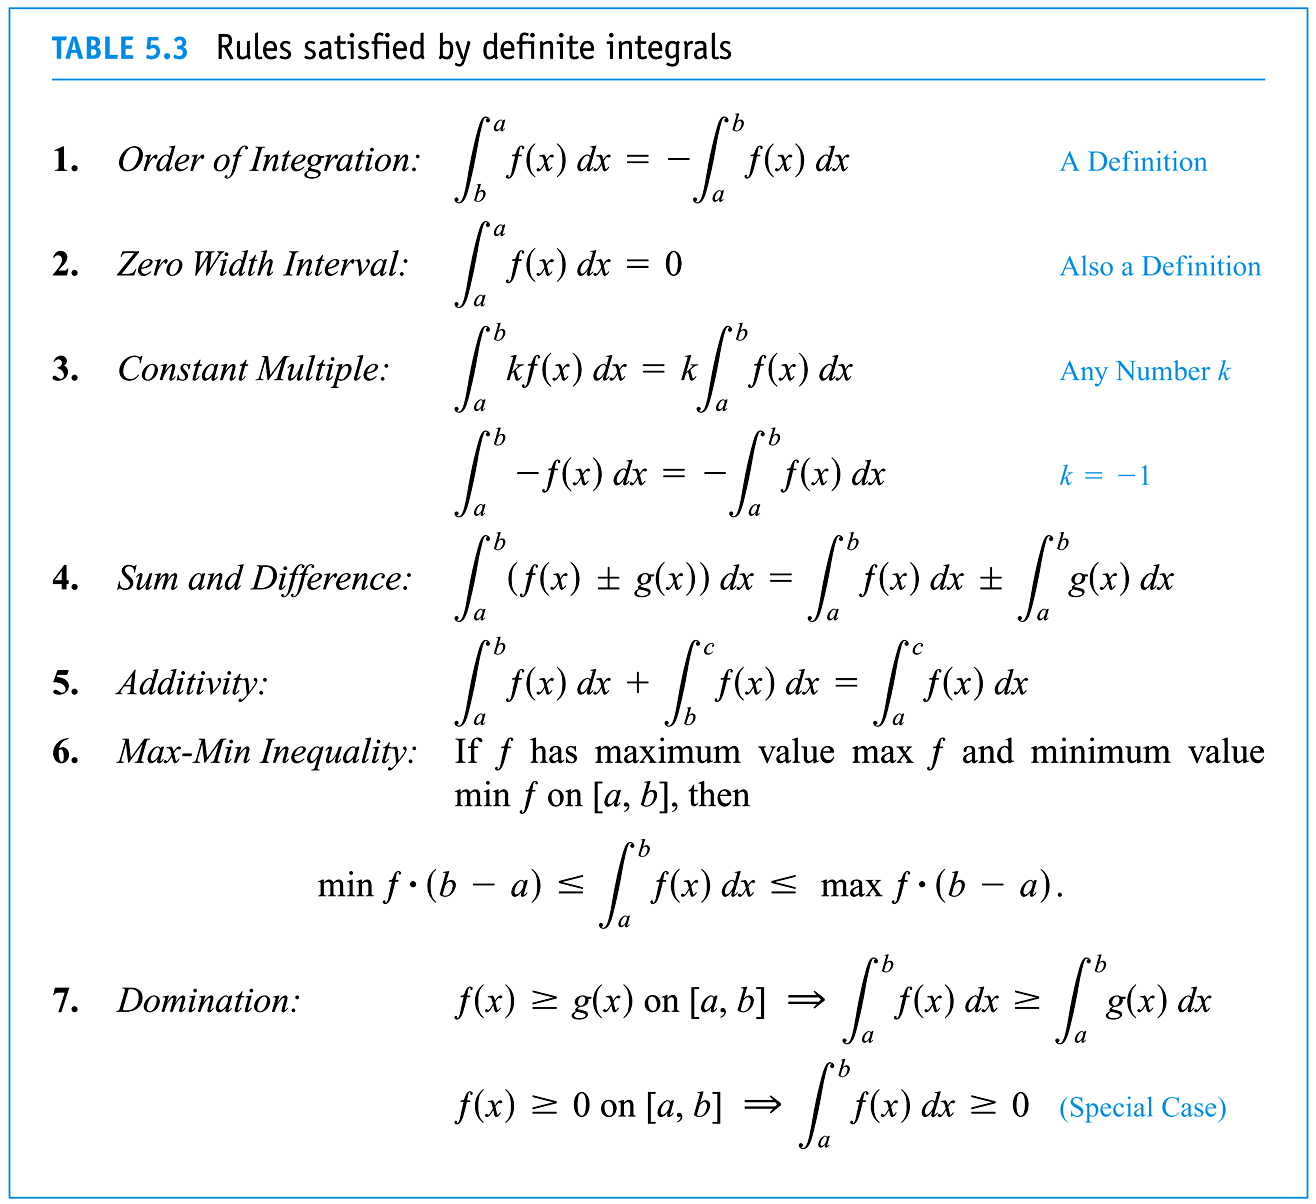 TABLE 5.3 Rules satisfied by definite integrals
1. Order of Integration: ∫_b^a f(x) dx = −∫_a^b f(x) dx A Definition
2. Zero Width Interval: ∫_a^a f(x) dx = 0 Also a Definition
3. Constant Multiple: ∫_a^b kf(x) dx = k∫_a^b f(x) dx Any Number k
∫_a^b −f(x) dx = −∫_a^b f(x) dx k = −1
4. Sum and Difference: ∫_a^b (f(x) ± g(x)) dx = ∫_a^b f(x) dx ± ∫_a^b g(x) dx
5. Additivity: ∫_a^b f(x) dx + ∫_b^c f(x) dx = ∫_a^c f(x) dx
6. Max-Min Inequality: If f has maximum value max f and minimum value
min f on [a, b], then
min f · (b − a) ≤ ∫_a^b f(x) dx ≤ max f · (b − a).
7. Domination: f(x) ≥ g(x) on [a, b] ⇒ ∫_a^b f(x) dx ≥ ∫_a^b g(x) dx
f(x) ≥ 0 on [a, b] ⇒ ∫_a^b f(x) dx ≥ 0 (Special Case)